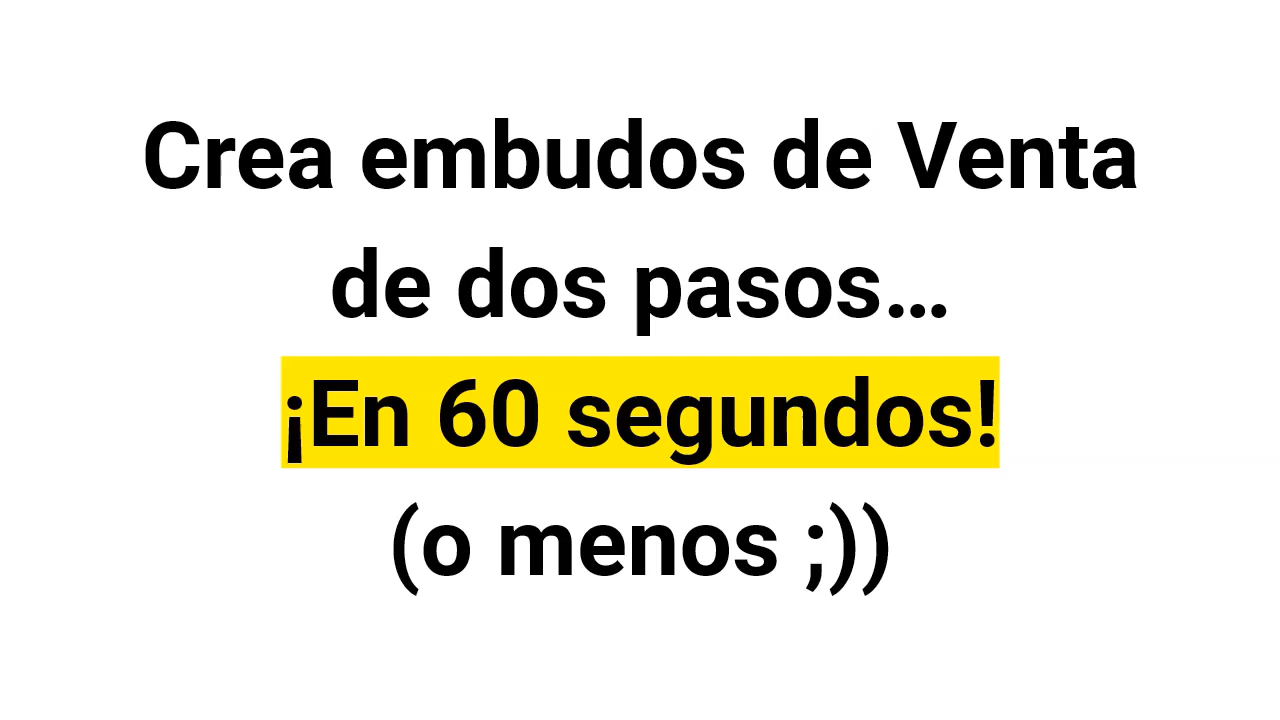 Crea embudos de Venta
de dos pasos…
¡En 60 segundos!
(o menos ;))